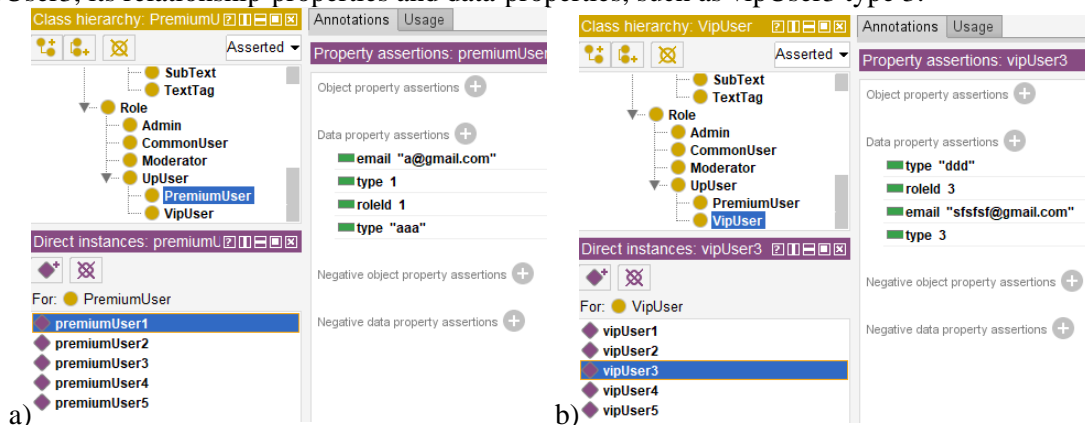 User3, its relationship properties and data properties, such as vipUser3 type 3.
Class hierarchy: PremiumU
Asserted
SubText
TextTag
Role
Admin
CommonUser
Moderator
UpUser
PremiumUser
VipUser
Direct instances: premiumU
For: PremiumUser
premiumUser1
premiumUser2
premiumUser3
premiumUser4
premiumUser5
a)
Annotations Usage
Property assertions: premiumUser
Object property assertions
Data property assertions
email "a@gmail.com"
type 1
roleId 1
type "aaa"
Negative object property assertions
Negative data property assertions
Class hierarchy: VipUser
Asserted
SubText
TextTag
Role
Admin
CommonUser
Moderator
UpUser
PremiumUser
VipUser
Direct instances: vipUser3
For: VipUser
vipUser1
vipUser2
vipUser3
vipUser4
vipUser5
b)
Annotations Usage
Property assertions: vipUser3
Object property assertions
Data property assertions
type "ddd"
roleId 3
email "sfsfsf@gmail.com"
type 3
Negative object property assertions
Negative data property assertions